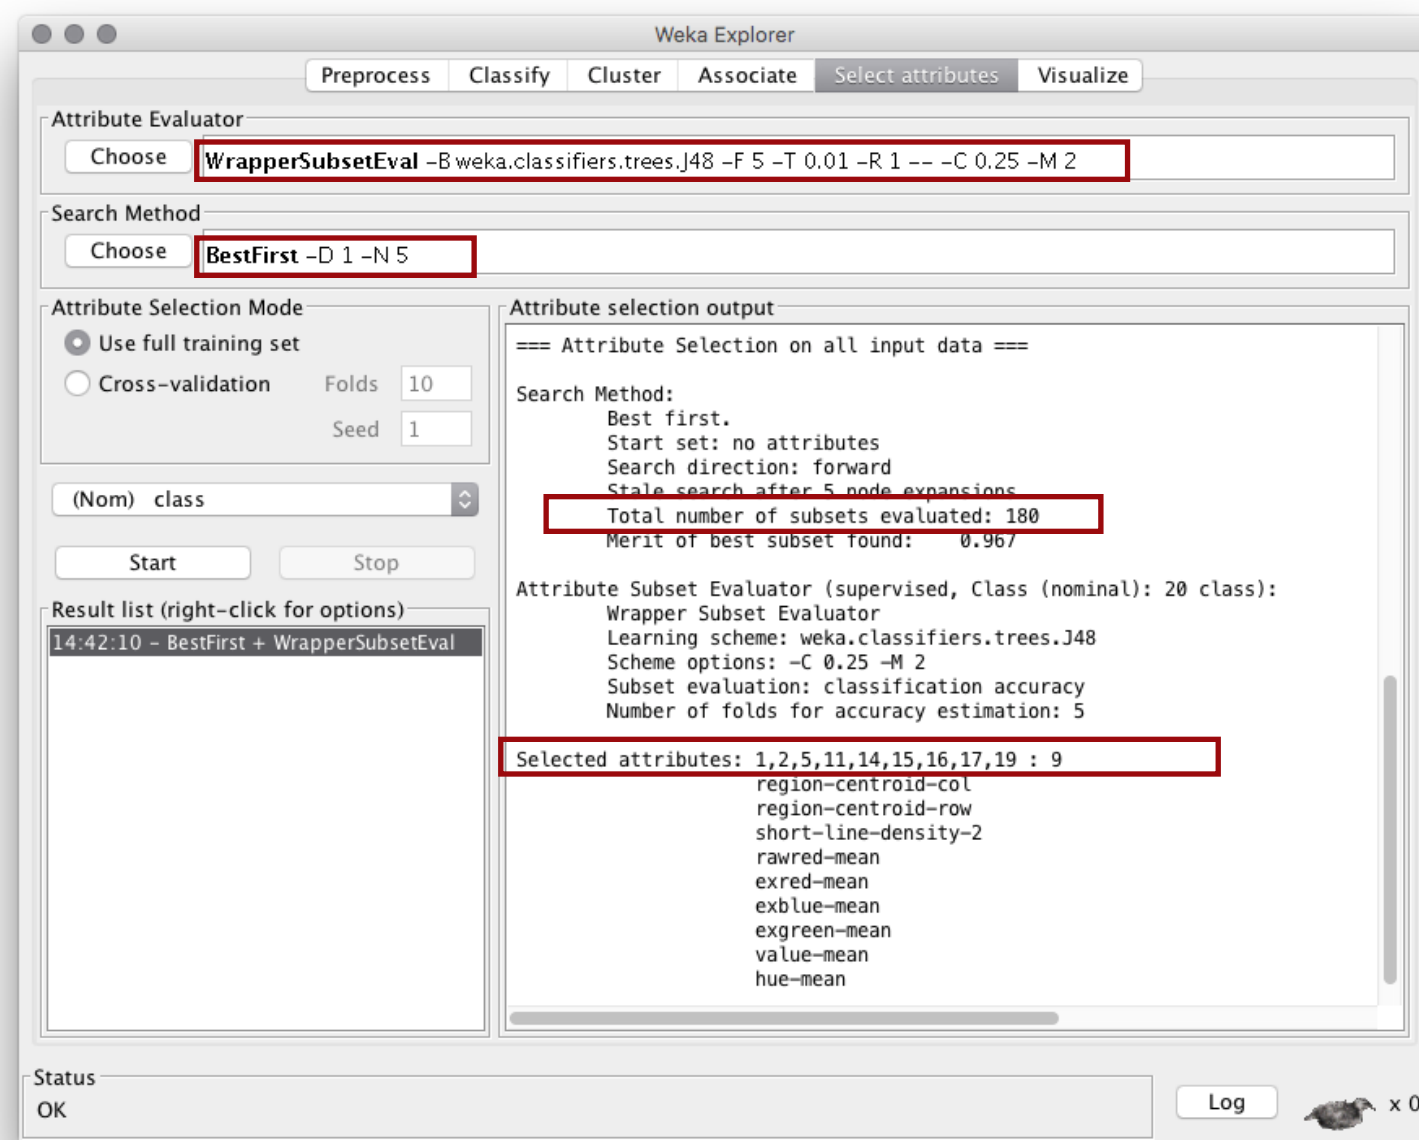 Weka Explorer
Preprocess Classify Cluster Associate Select attributes Visualize
Attribute Evaluator
Choose WrapperSubsetEval -B weka.classifiers.trees.J48 -F 5 -T 0.01 -R 1 -- -C 0.25 -M 2
Search Method
Choose BestFirst -D 1 -N 5
Attribute Selection Mode
Use full training set
Cross-validation Folds 10
Seed 1
(Nom) class
Start Stop
Result list (right-click for options)
14:42:10 - BestFirst + WrapperSubsetEval
Attribute selection output
=== Attribute Selection on all input data ===
Search Method:
Best first.
Start set: no attributes
Search direction: forward
Stale search after 5 node expansions
Total number of subsets evaluated: 180
Merit of best subset found: 0.967
Attribute Subset Evaluator (supervised, Class (nominal): 20 class):
Wrapper Subset Evaluator
Learning scheme: weka.classifiers.trees.J48
Scheme options: -C 0.25 -M 2
Subset evaluation: classification accuracy
Number of folds for accuracy estimation: 5
Selected attributes: 1,2,5,11,14,15,16,17,19 : 9
region-centroid-col
region-centroid-row
short-line-density-2
rawred-mean
exred-mean
exblue-mean
exgreen-mean
value-mean
hue-mean
Status
OK
Log x 0